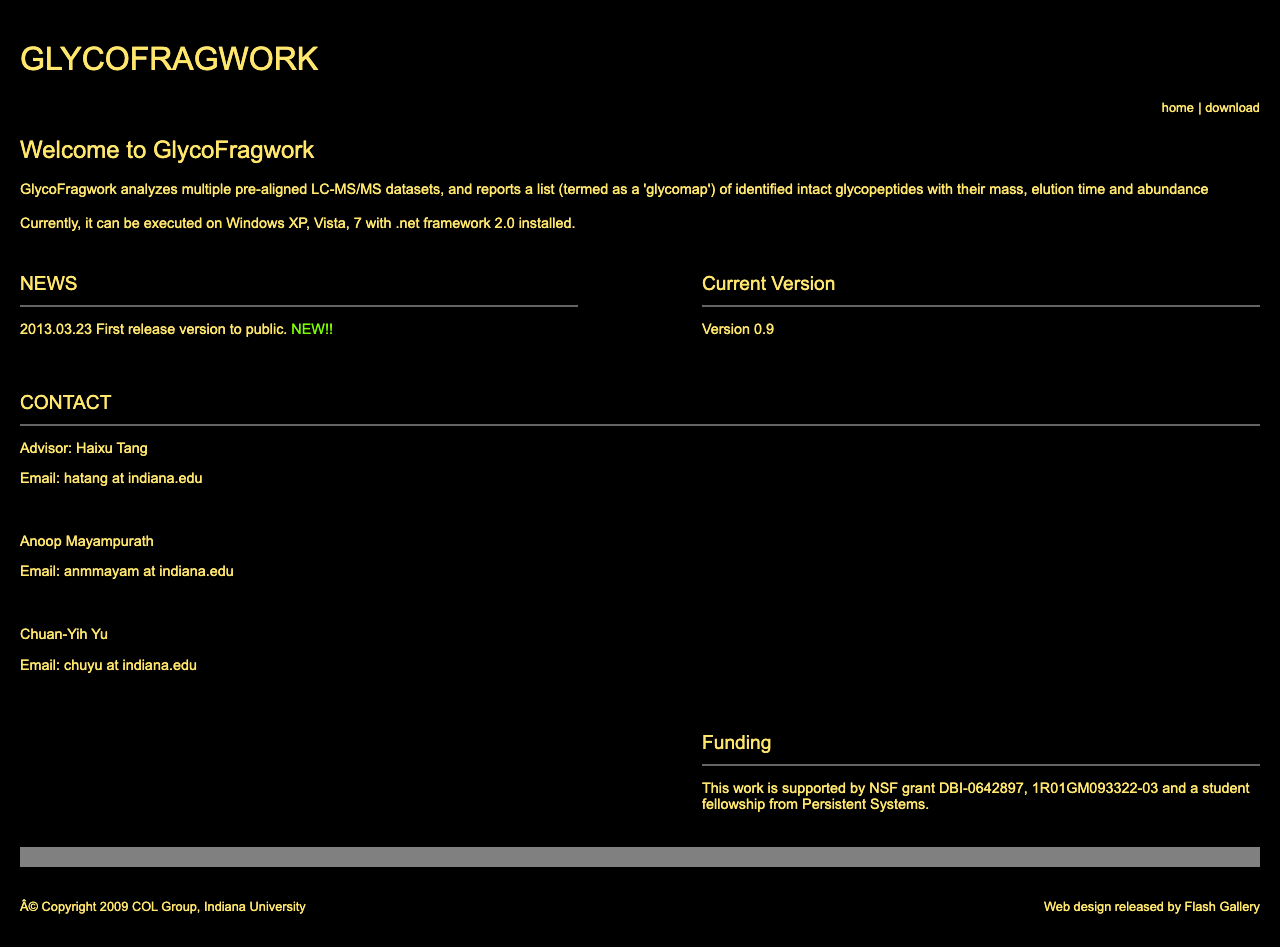 GLYCOFRAGWORK
home | download
Welcome to GlycoFragwork
GlycoFragwork analyzes multiple pre-aligned LC-MS/MS datasets, and reports a list (termed as a 'glycomap') of identified intact glycopeptides with their mass, elution time and abundance
Currently, it can be executed on Windows XP, Vista, 7 with .net framework 2.0 installed.
NEWS
2013.03.23 First release version to public. NEW!!
Current Version
Version 0.9
CONTACT
Advisor: Haixu Tang
Email: hatang at indiana.edu
Anoop Mayampurath
Email: anmmayam at indiana.edu
Chuan-Yih Yu
Email: chuyu at indiana.edu
Funding
This work is supported by NSF grant DBI-0642897, 1R01GM093322-03 and a student
fellowship from Persistent Systems.
Â© Copyright 2009 COL Group, Indiana University
Web design released by Flash Gallery